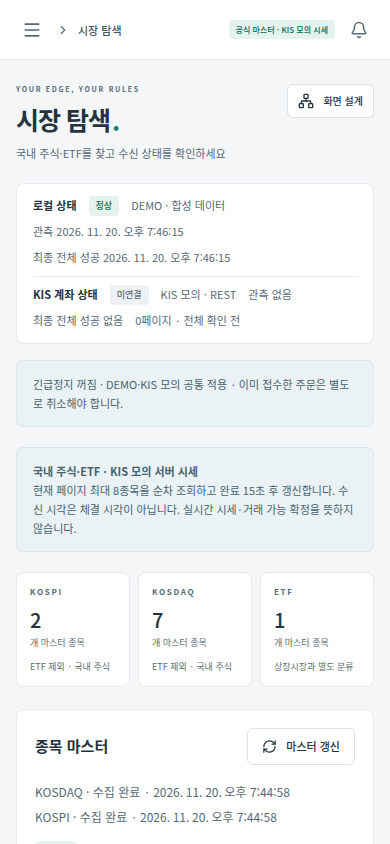 시장 탐색
공식 마스터 · KIS 모의 시세
YOUR EDGE, YOUR RULES
시장 탐색.
화면 설계
국내 주식·ETF를 찾고 수신 상태를 확인하세요
로컬 상태 정상 DEMO · 합성 데이터
관측 2026. 11. 20. 오후 7:46:15
최종 전체 성공 2026. 11. 20. 오후 7:46:15
KIS 계좌 상태 미연결 KIS 모의 · REST 관측 없음
최종 전체 성공 없음 0페이지 · 전체 확인 전
긴급정지 꺼짐 · DEMO·KIS 모의 공통 적용 · 이미 접수한 주문은 별도
로 취소해야 합니다.
국내 주식·ETF · KIS 모의 서버 시세
현재 페이지 최대 8종목을 순차 조회하고 완료 15초 후 갱신합니다. 수
신 시각은 체결 시각이 아닙니다. 실시간 시세·거래 가능 확정을 뜻하지
않습니다.
KOSPI
2
개 마스터 종목
ETF 제외 · 국내 주식
KOSDAQ
7
개 마스터 종목
ETF 제외 · 국내 주식
ETF
1
개 마스터 종목
상장시장과 별도 분류
종목 마스터
마스터 갱신
KOSDAQ · 수집 완료 · 2026. 11. 20. 오후 7:44:58
KOSPI · 수집 완료 · 2026. 11. 20. 오후 7:44:58